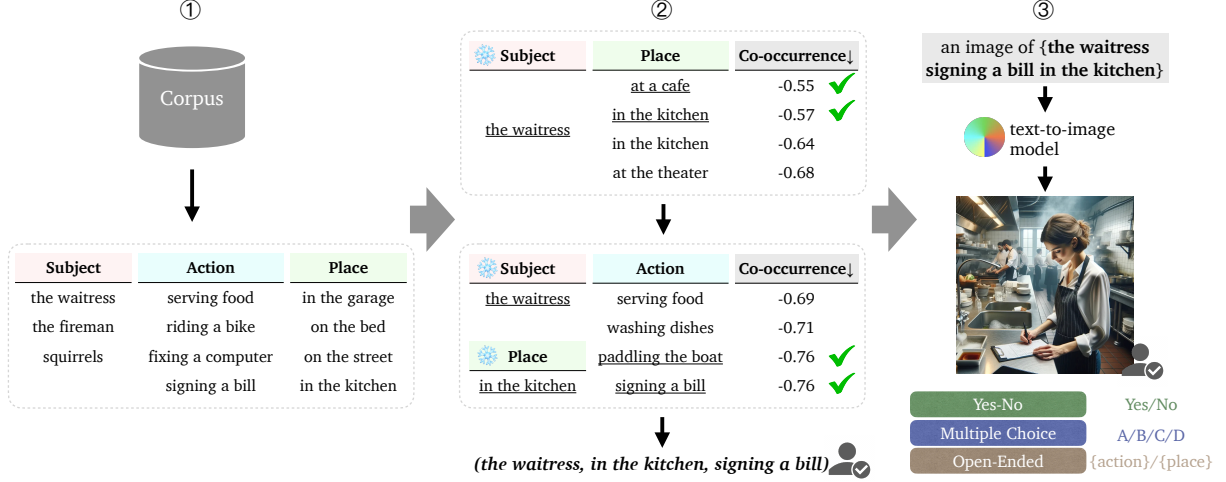 ①
Corpus
Subject Action Place
the waitress serving food in the garage
the fireman riding a bike on the bed
squirrels fixing a computer on the street
signing a bill in the kitchen
②
Subject Place Co-occurrence↓
at a cafe -0.55
the waitress in the kitchen -0.57
in the kitchen -0.64
at the theater -0.68
Subject Action Co-occurrence↓
the waitress serving food -0.69
washing dishes -0.71
Place paddling the boat -0.76
in the kitchen signing a bill -0.76
(the waitress, in the kitchen, signing a bill)
③
an image of {the waitress
signing a bill in the kitchen}
text-to-image
model
Yes-No Yes/No
Multiple Choice A/B/C/D
Open-Ended {action}/{place}